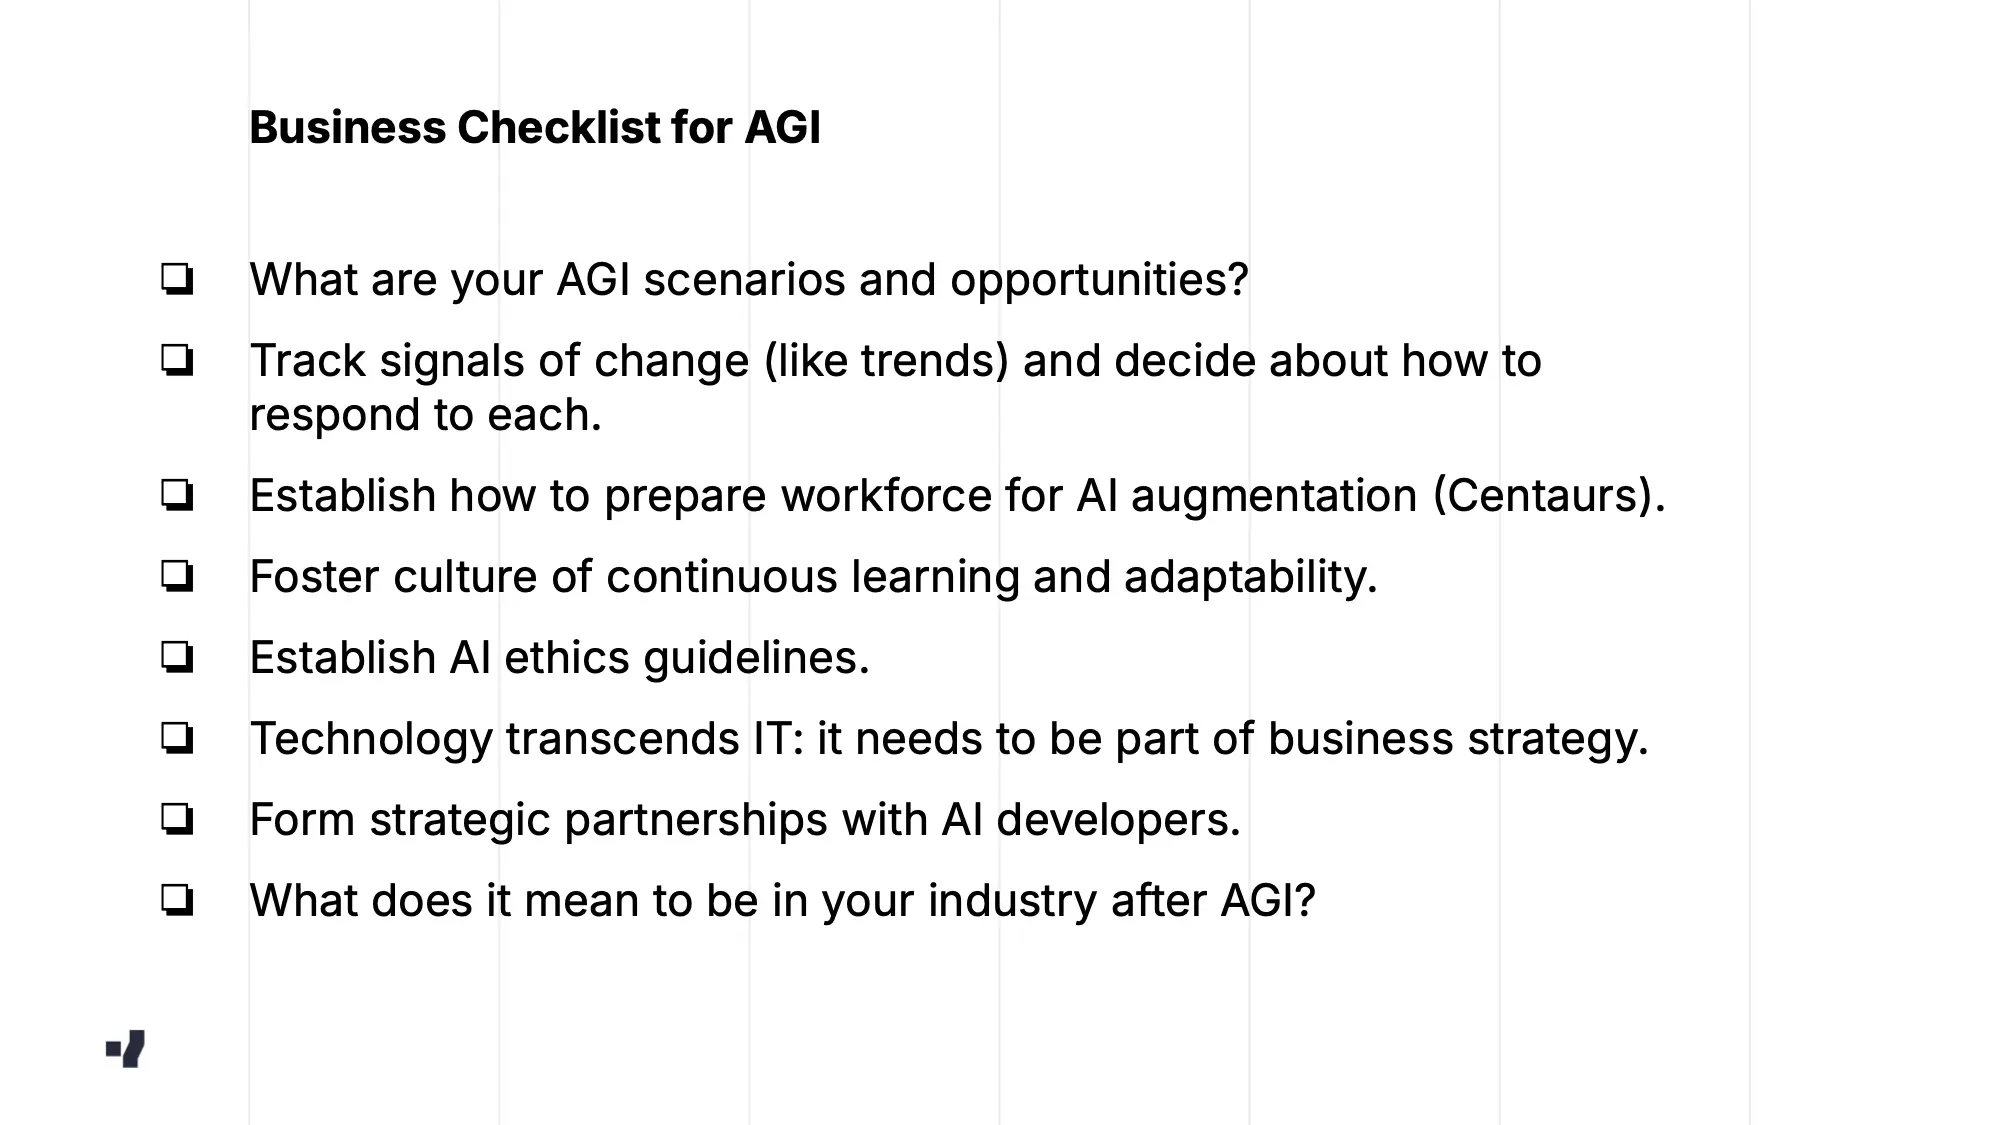 Business Checklist for AGI
❏ What are your AGI scenarios and opportunities?
❏ Track signals of change (like trends) and decide about how to
respond to each.
❏ Establish how to prepare workforce for AI augmentation (Centaurs).
❏ Foster culture of continuous learning and adaptability.
❏ Establish AI ethics guidelines.
❏ Technology transcends IT: it needs to be part of business strategy.
❏ Form strategic partnerships with AI developers.
❏ What does it mean to be in your industry after AGI?